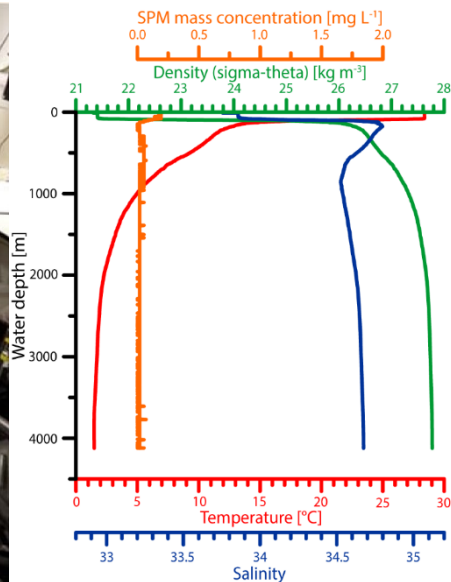 SPM mass concentration [mg L⁻¹]
0.0 0.5 1.0 1.5 2.0
Density (sigma-theta) [kg m⁻³]
21 22 23 24 25 26 27 28
0
1000
2000
3000
4000
Water depth [m]
0 5 10 15 20 25 30
Temperature [°C]
33 33.5 34 34.5 35
Salinity